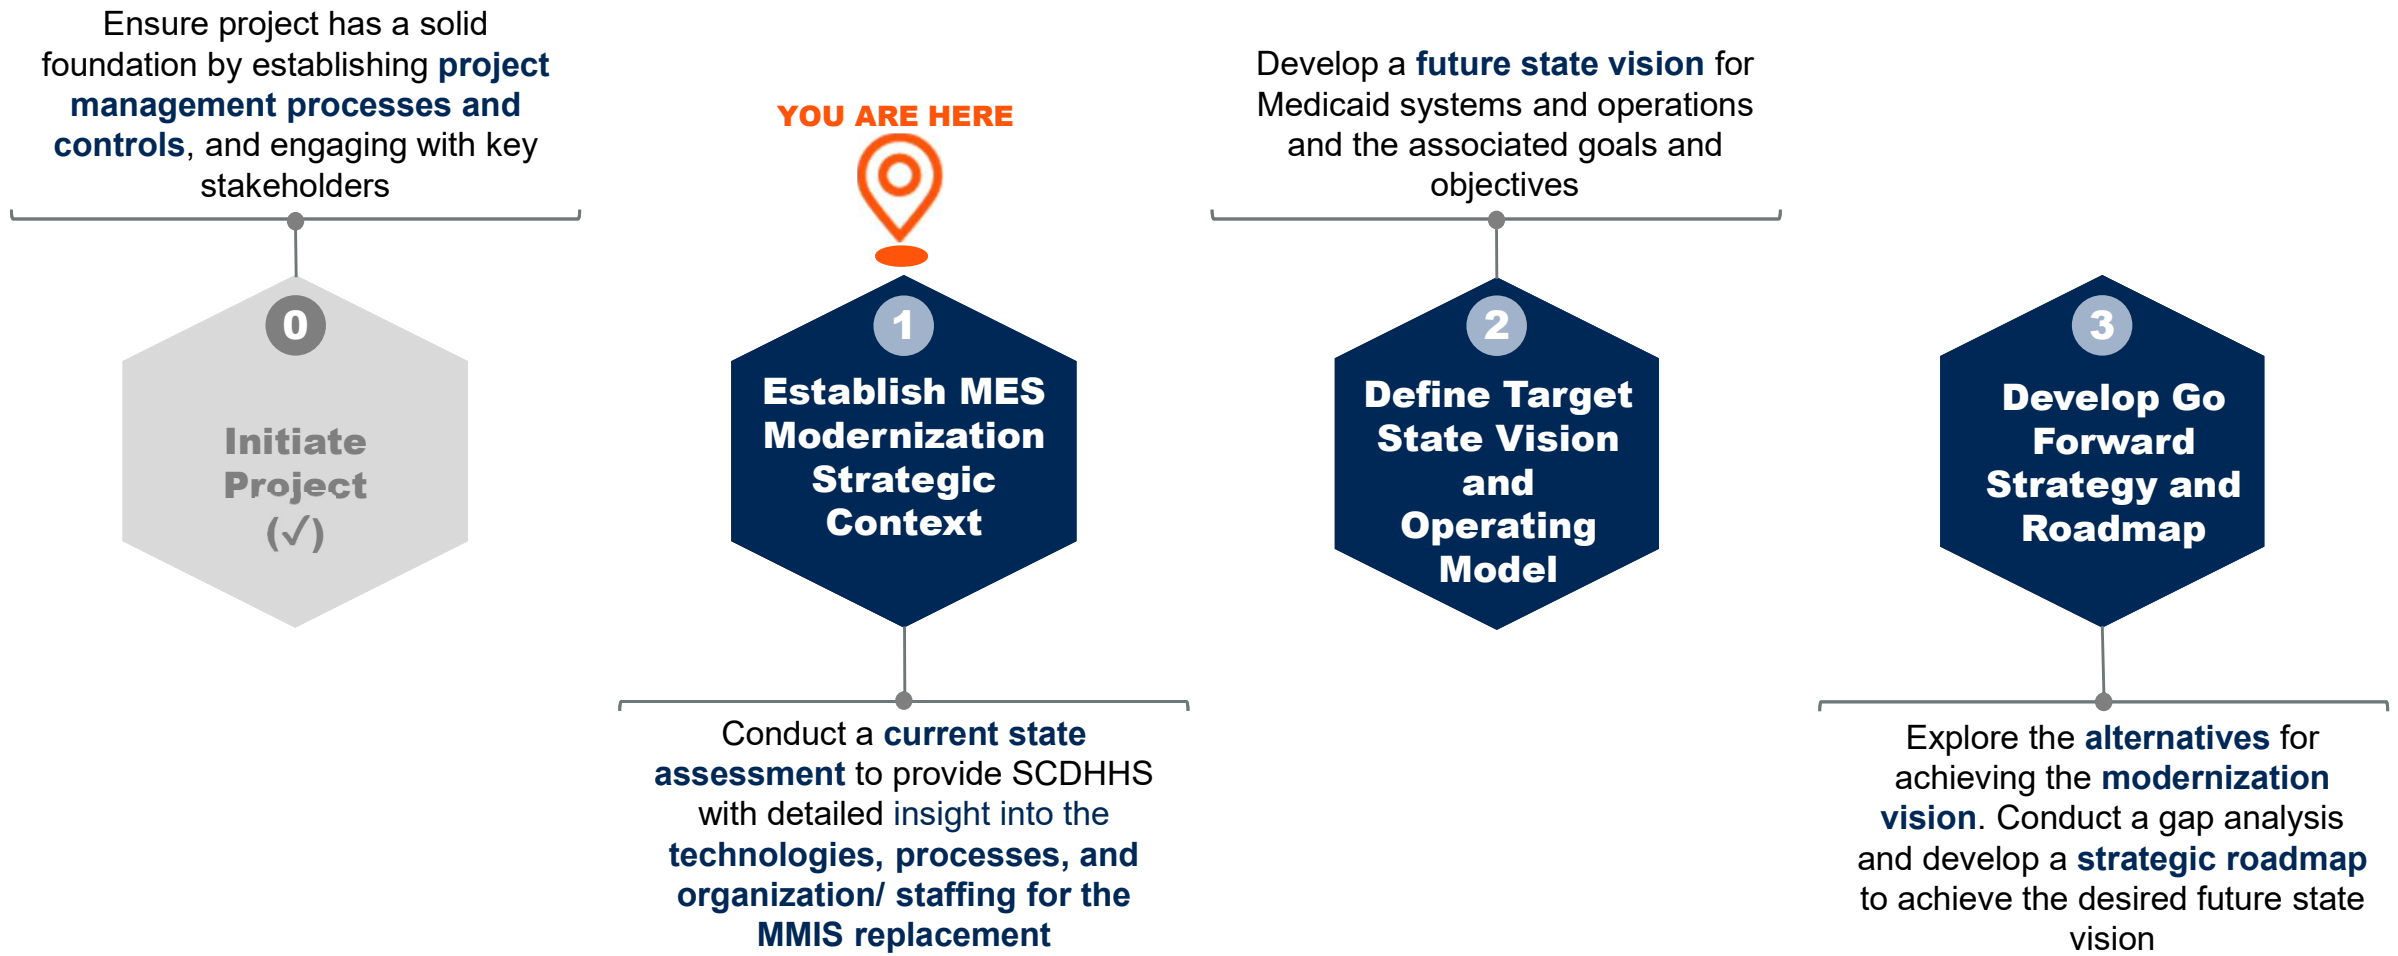 Ensure project has a solid
foundation by establishing project
management processes and
controls, and engaging with key
stakeholders
0
Initiate
Project
(✓)
YOU ARE HERE
1
Establish MES
Modernization
Strategic
Context
Conduct a current state
assessment to provide SCDHHS
with detailed insight into the
technologies, processes, and
organization/ staffing for the
MMIS replacement
Develop a future state vision for
Medicaid systems and operations
and the associated goals and
objectives
2
Define Target
State Vision
and
Operating
Model
3
Develop Go
Forward
Strategy and
Roadmap
Explore the alternatives for
achieving the modernization
vision. Conduct a gap analysis
and develop a strategic roadmap
to achieve the desired future state
vision